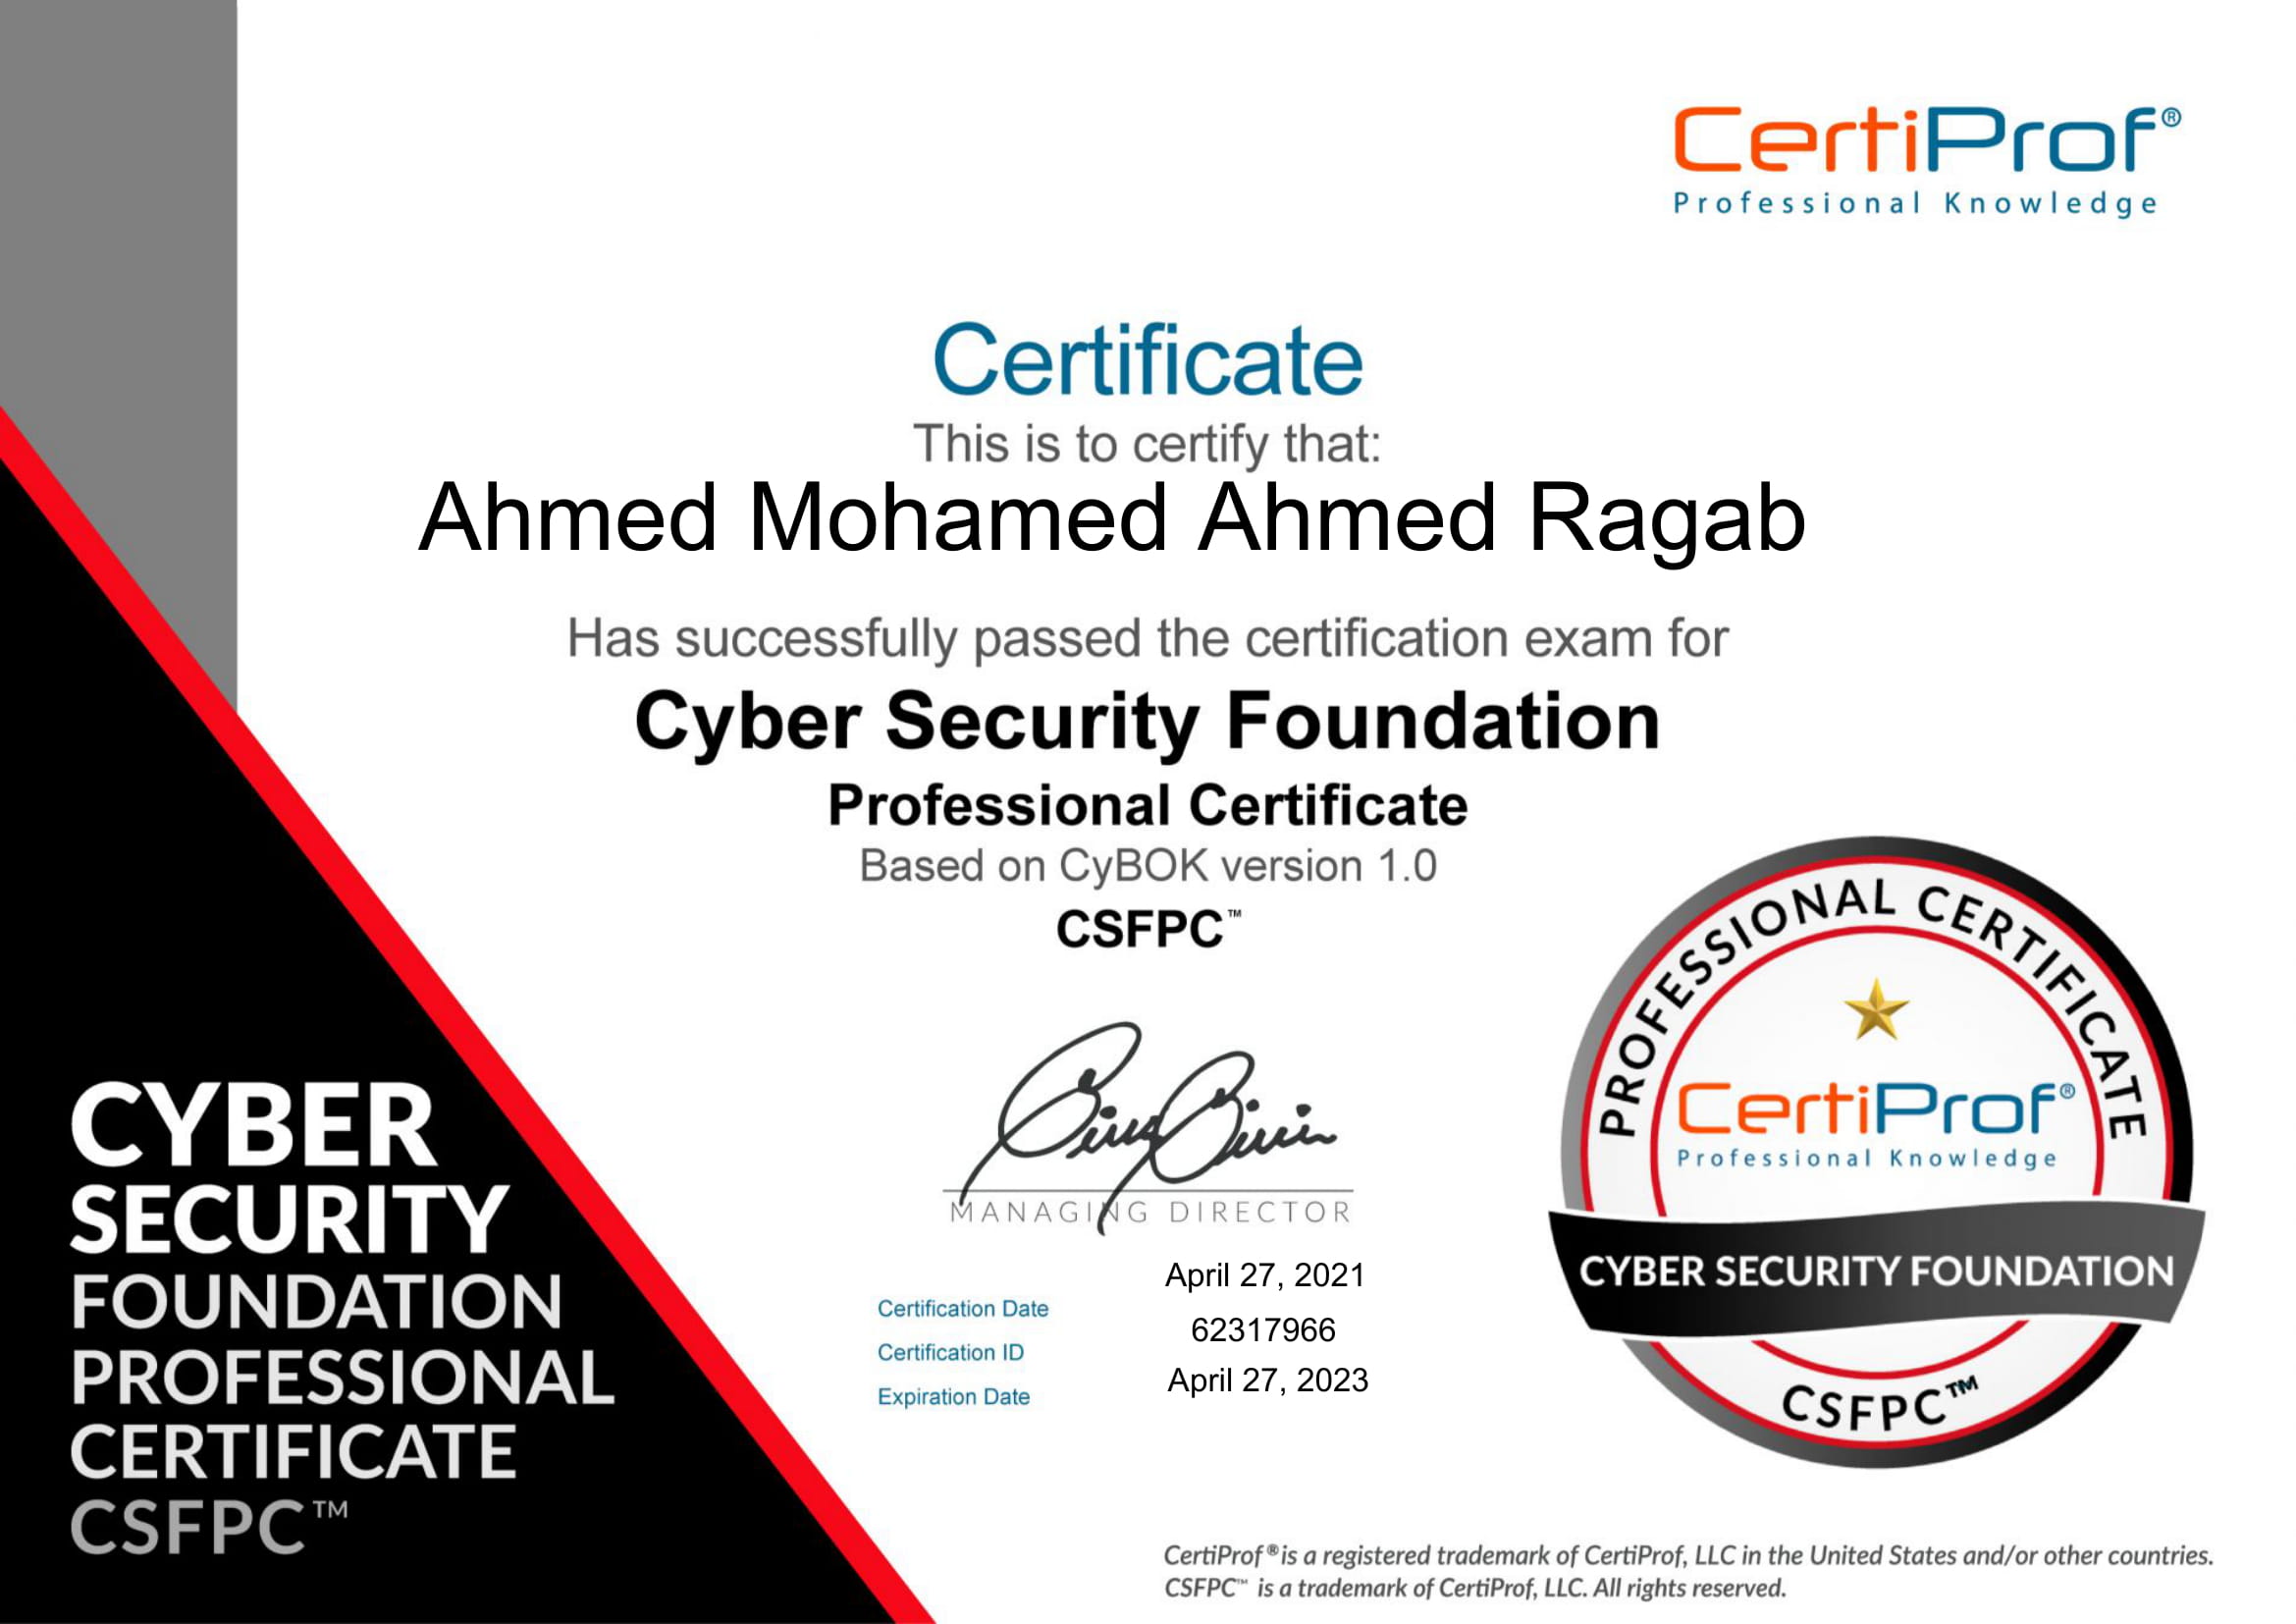 CertiProf®
Professional Knowledge
Certificate
This is to certify that:
Ahmed Mohamed Ahmed Ragab
Has successfully passed the certification exam for
Cyber Security Foundation
Professional Certificate
Based on CyBOK version 1.0
CSFPC™
MANAGING DIRECTOR
Certification Date April 27, 2021
Certification ID 62317966
Expiration Date April 27, 2023
CYBER
SECURITY
FOUNDATION
PROFESSIONAL
CERTIFICATE
CSFPC™
PROFESSIONAL CERTIFICATE
CertiProf®
Professional Knowledge
CYBER SECURITY FOUNDATION
CSFPC™
CertiProf® is a registered trademark of CertiProf, LLC in the United States and/or other countries.
CSFPC™ is a trademark of CertiProf, LLC. All rights reserved.